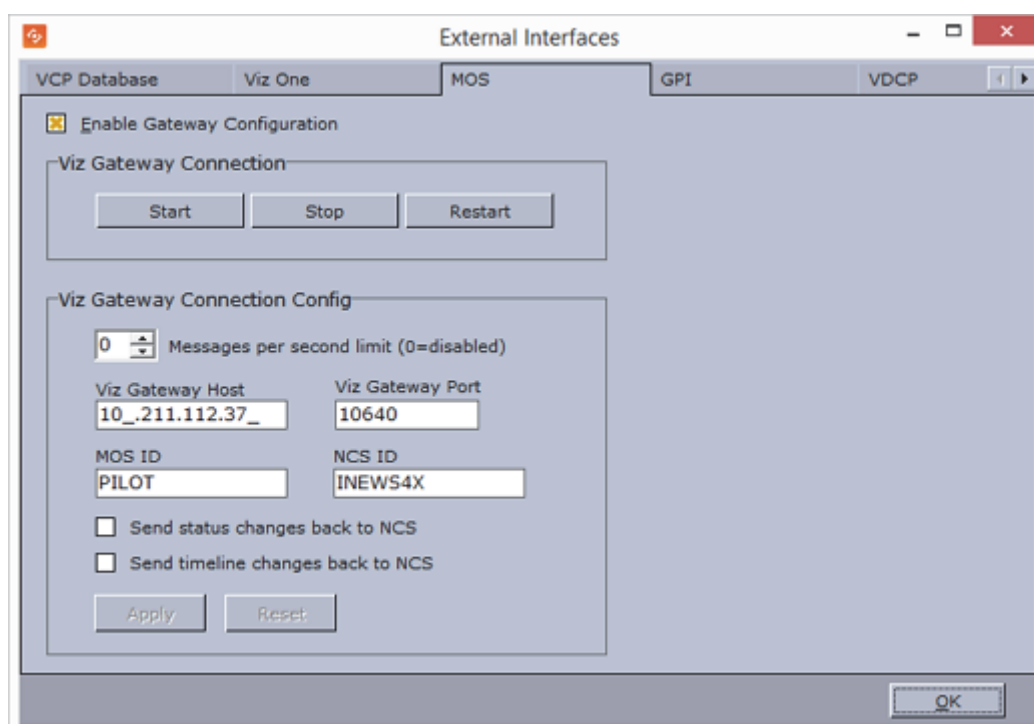 External Interfaces
VCP Database Viz One MOS GPI VDCP
Enable Gateway Configuration
Viz Gateway Connection
Start Stop Restart
Viz Gateway Connection Config
0 Messages per second limit (0=disabled)
Viz Gateway Host Viz Gateway Port
10_.211.112.37_ 10640
MOS ID NCS ID
PILOT INEWS4X
Send status changes back to NCS
Send timeline changes back to NCS
Apply Reset
OK